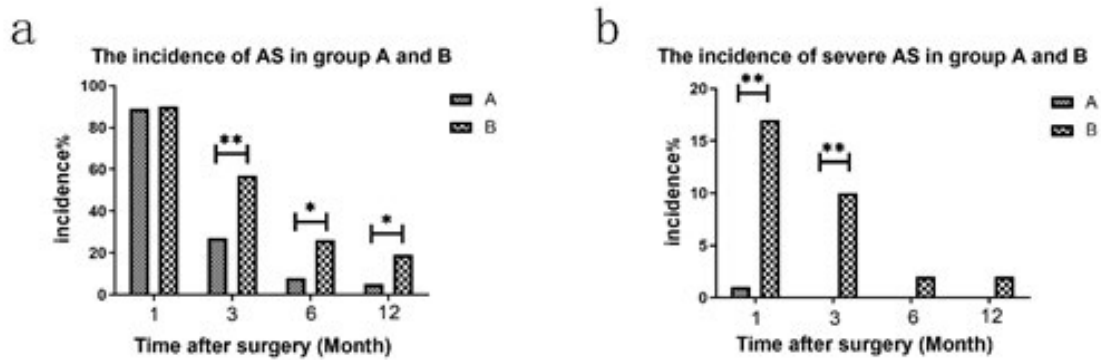 a
The incidence of AS in group A and B
100
80
60
40
20
0
incidence%
**
*
*
A
B
1 3 6 12
Time after surgery (Month)
b
The incidence of severe AS in group A and B
20
15
10
5
0
incidence%
**
**
A
B
1 3 6 12
Time after surgery (Month)